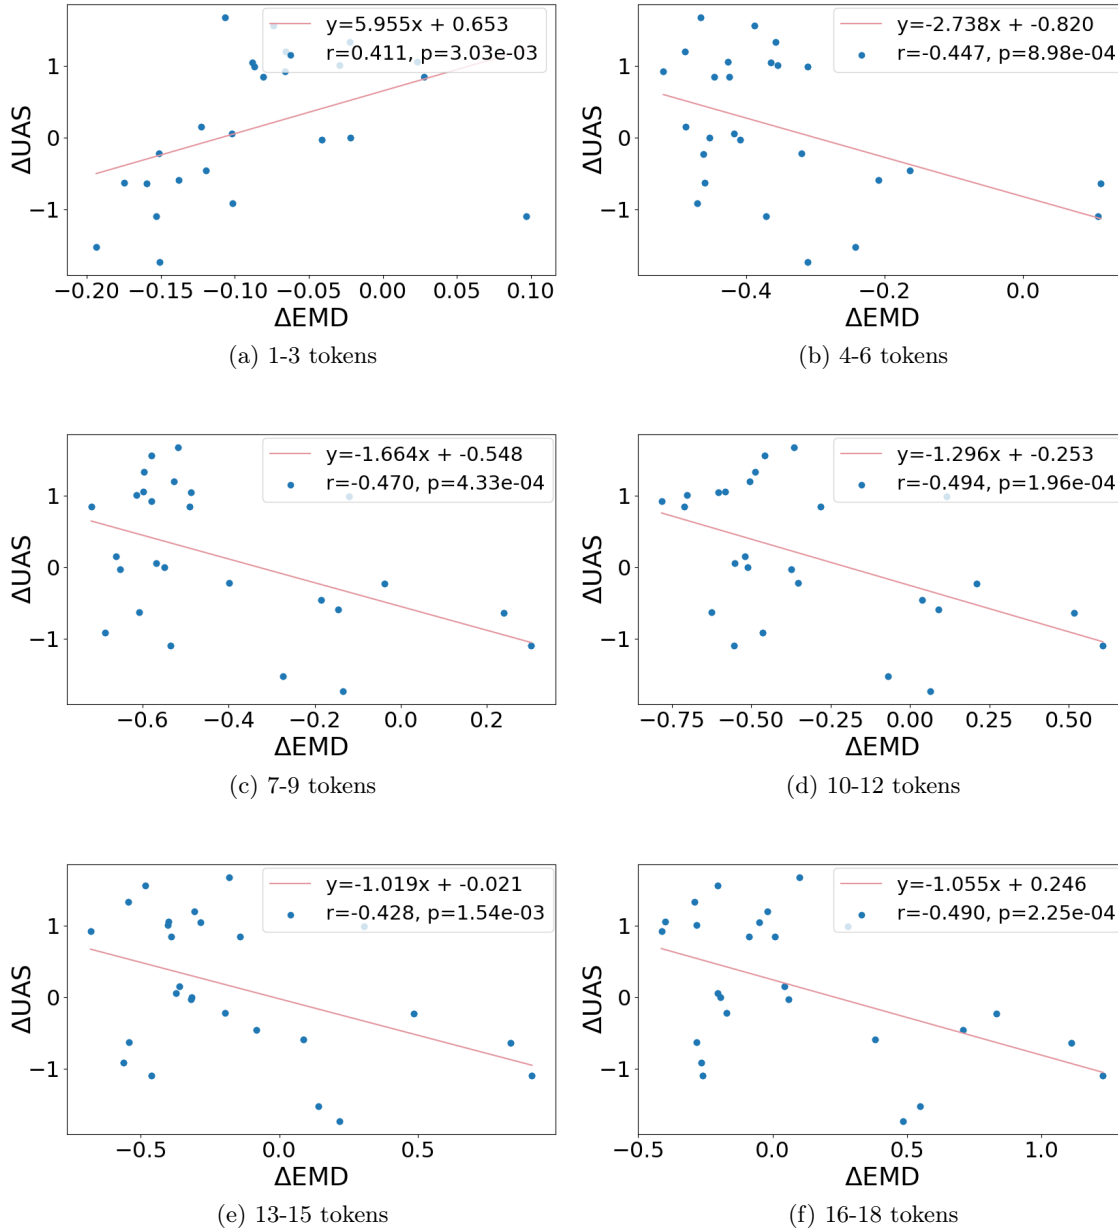 y=5.955x + 0.653
r=0.411, p=3.03e-03
1
0
−1
ΔUAS
−0.20 −0.15 −0.10 −0.05 0.00 0.05 0.10
ΔEMD
(a) 1-3 tokens
y=-2.738x + -0.820
r=-0.447, p=8.98e-04
1
0
−1
ΔUAS
−0.4 −0.2 0.0
ΔEMD
(b) 4-6 tokens
y=-1.664x + -0.548
r=-0.470, p=4.33e-04
1
0
−1
ΔUAS
−0.6 −0.4 −0.2 0.0 0.2
ΔEMD
(c) 7-9 tokens
y=-1.296x + -0.253
r=-0.494, p=1.96e-04
1
0
−1
ΔUAS
−0.75 −0.50 −0.25 0.00 0.25 0.50
ΔEMD
(d) 10-12 tokens
y=-1.019x + -0.021
r=-0.428, p=1.54e-03
1
0
−1
ΔUAS
−0.5 0.0 0.5
ΔEMD
(e) 13-15 tokens
y=-1.055x + 0.246
r=-0.490, p=2.25e-04
1
0
−1
ΔUAS
−0.5 0.0 0.5 1.0
ΔEMD
(f) 16-18 tokens